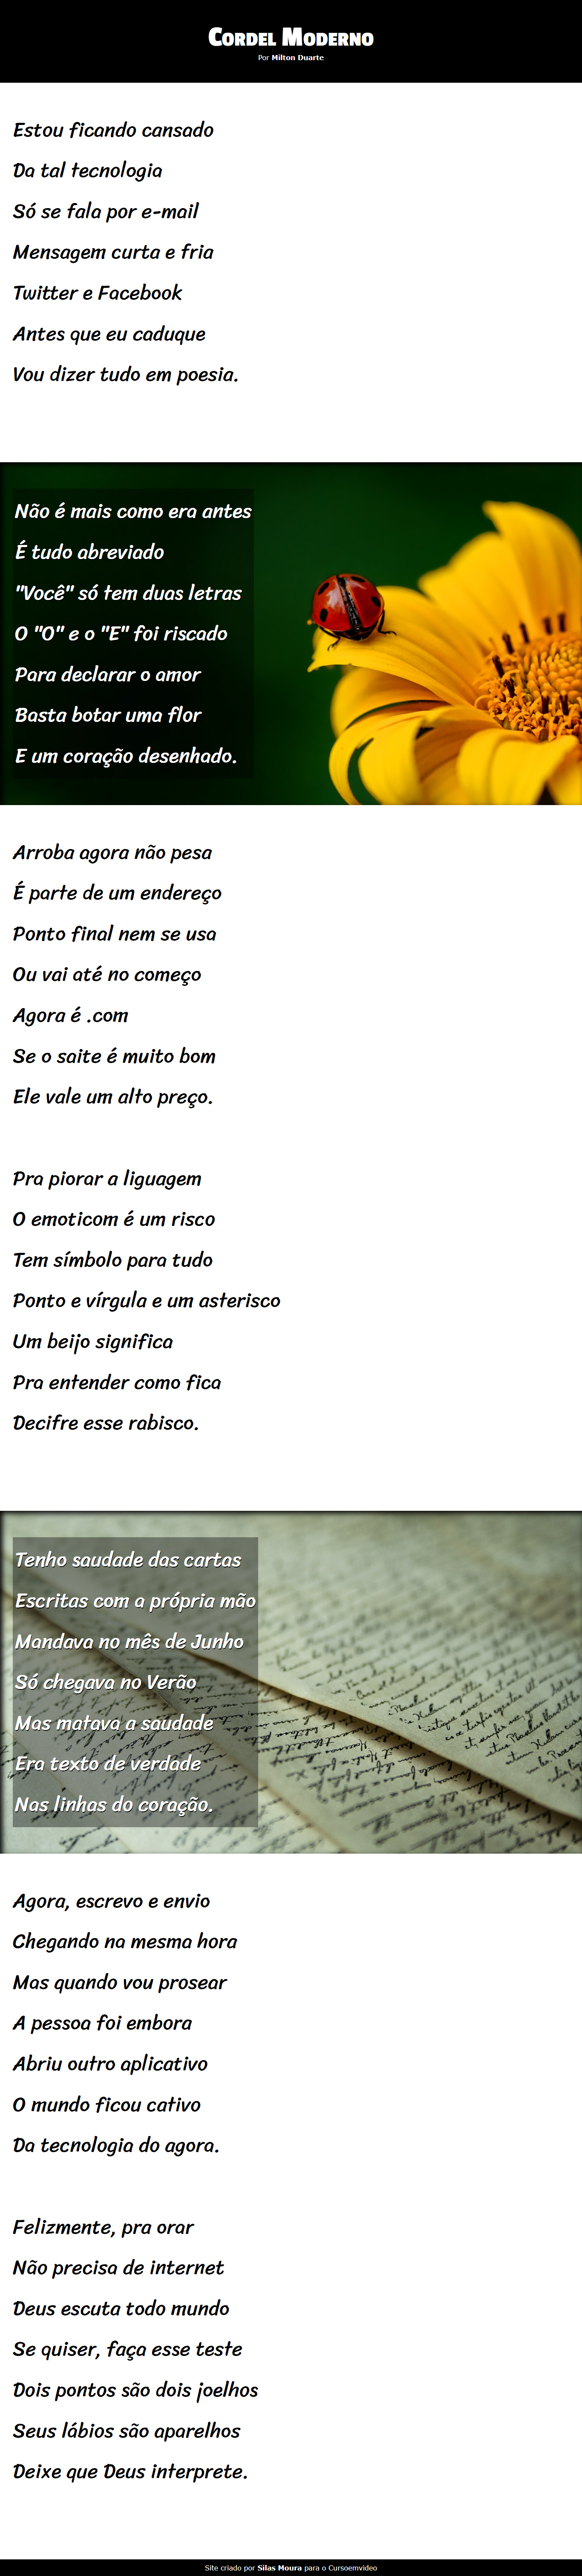 Cordel Moderno
Por Milton Duarte
Estou ficando cansado
Da tal tecnologia
Só se fala por e-mail
Mensagem curta e fria
Twitter e Facebook
Antes que eu caduque
Vou dizer tudo em poesia.
Não é mais como era antes
É tudo abreviado
"Você" só tem duas letras
O "O" e o "E" foi riscado
Para declarar o amor
Basta botar uma flor
E um coração desenhado.
Arroba agora não pesa
É parte de um endereço
Ponto final nem se usa
Ou vai até no começo
Agora é .com
Se o saite é muito bom
Ele vale um alto preço.
Pra piorar a liguagem
O emoticom é um risco
Tem símbolo para tudo
Ponto e vírgula e um asterisco
Um beijo significa
Pra entender como fica
Decifre esse rabisco.
Tenho saudade das cartas
Escritas com a própria mão
Mandava no mês de Junho
Só chegava no Verão
Mas matava a saudade
Era texto de verdade
Nas linhas do coração.
Agora, escrevo e envio
Chegando na mesma hora
Mas quando vou prosear
A pessoa foi embora
Abriu outro aplicativo
O mundo ficou cativo
Da tecnologia do agora.
Felizmente, pra orar
Não precisa de internet
Deus escuta todo mundo
Se quiser, faça esse teste
Dois pontos são dois joelhos
Seus lábios são aparelhos
Deixe que Deus interprete.
Site criado por Silas Moura para o Cursoemvideo